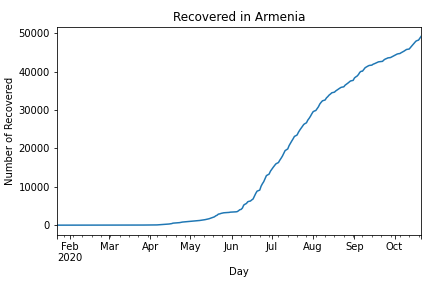 Recovered in Armenia
50000
40000
30000
20000
10000
0
Number of Recovered
Feb Mar Apr May Jun Jul Aug Sep Oct
2020
Day